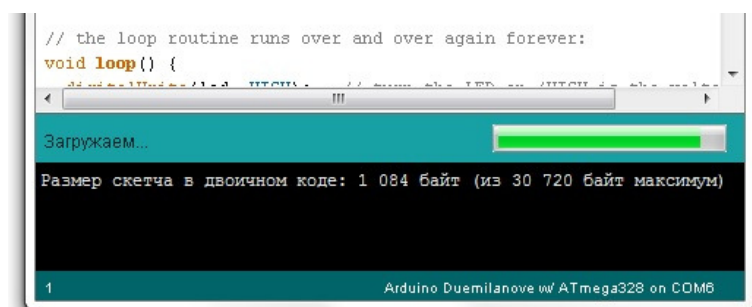 // the loop routine runs over and over again forever:
void loop() {
Загружаем...
Размер скетча в двоичном коде: 1 084 байт (из 30 720 байт максимум)
1
Arduino Duemilanove w/ ATmega328 on COM6